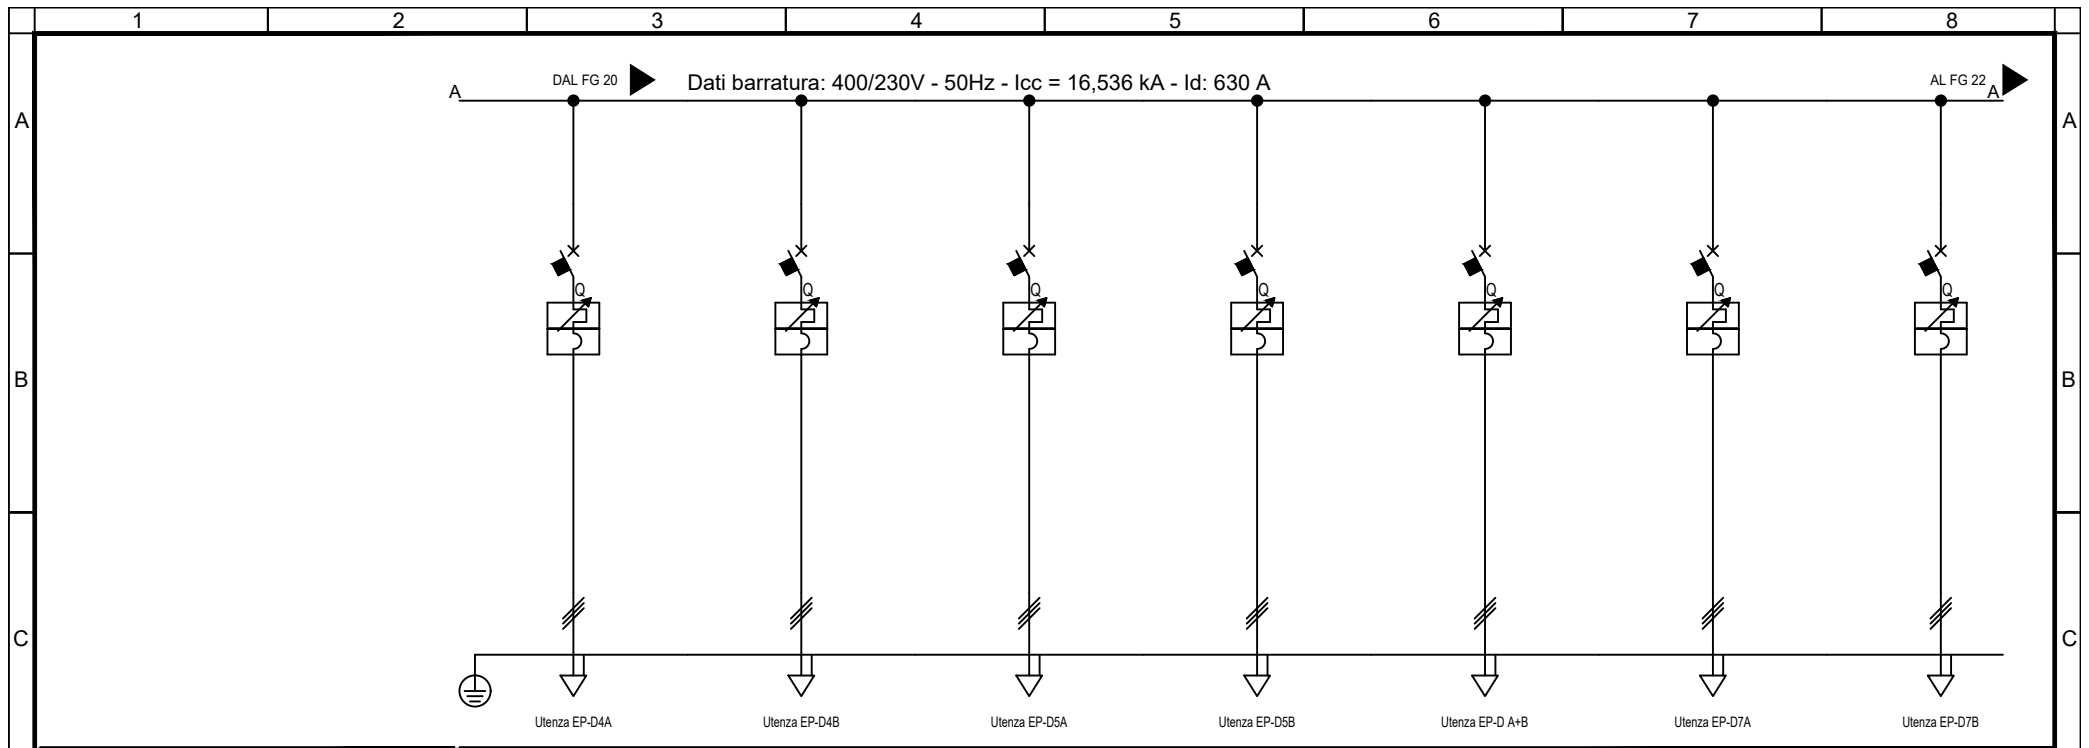 1 2 3 4 5 6 7 8
DAL FG 20 Dati barratura: 400/230V - 50Hz - Icc = 16,536 kA - Id: 630 A AL FG 22
A A
A A
Q Q Q Q Q Q Q
B B
C C
Utenza EP-D4A Utenza EP-D4B Utenza EP-D5A Utenza EP-D5B Utenza EP-D A+B Utenza EP-D7A Utenza EP-D7B